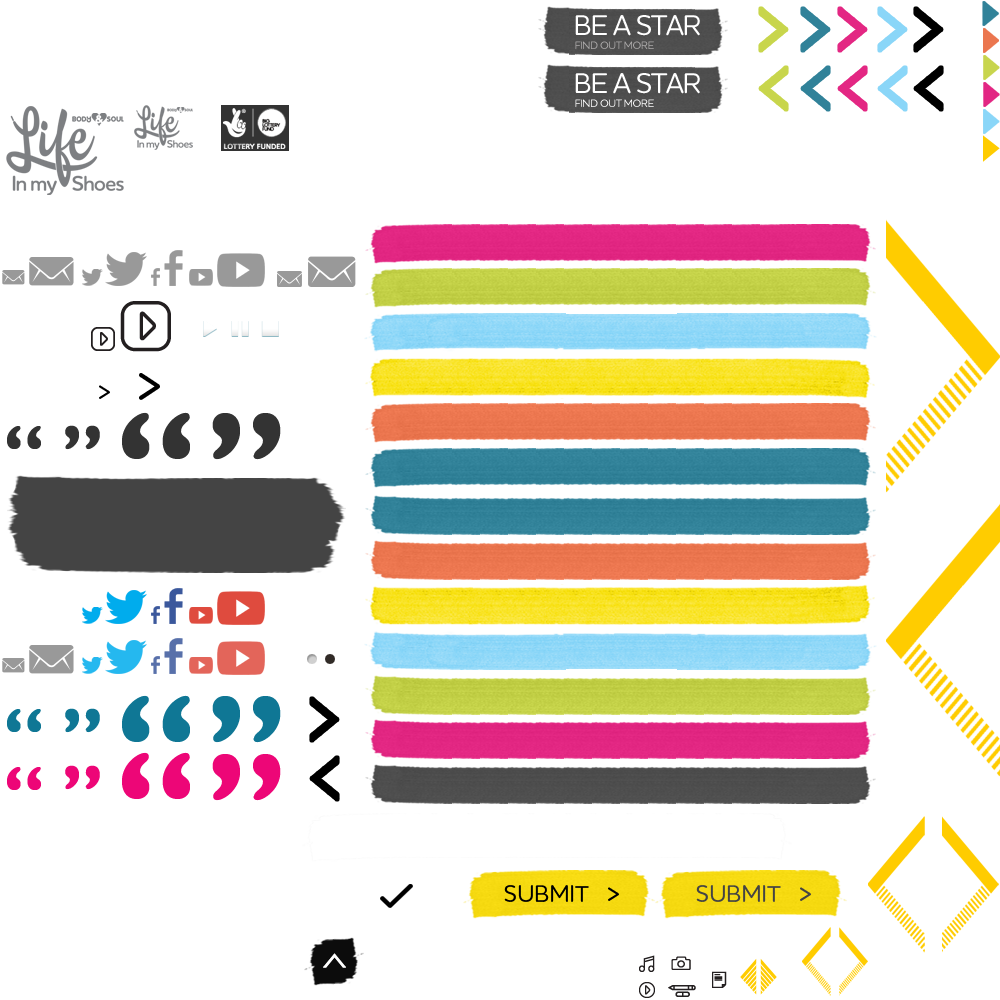 BE A STAR
FIND OUT MORE
BE A STAR
FIND OUT MORE
BODY & SOUL
Life
In my Shoes
BODY & SOUL
Life
In my Shoes
BIG
LOTTERY
FUND
LOTTERY FUNDED
SUBMIT >
SUBMIT >